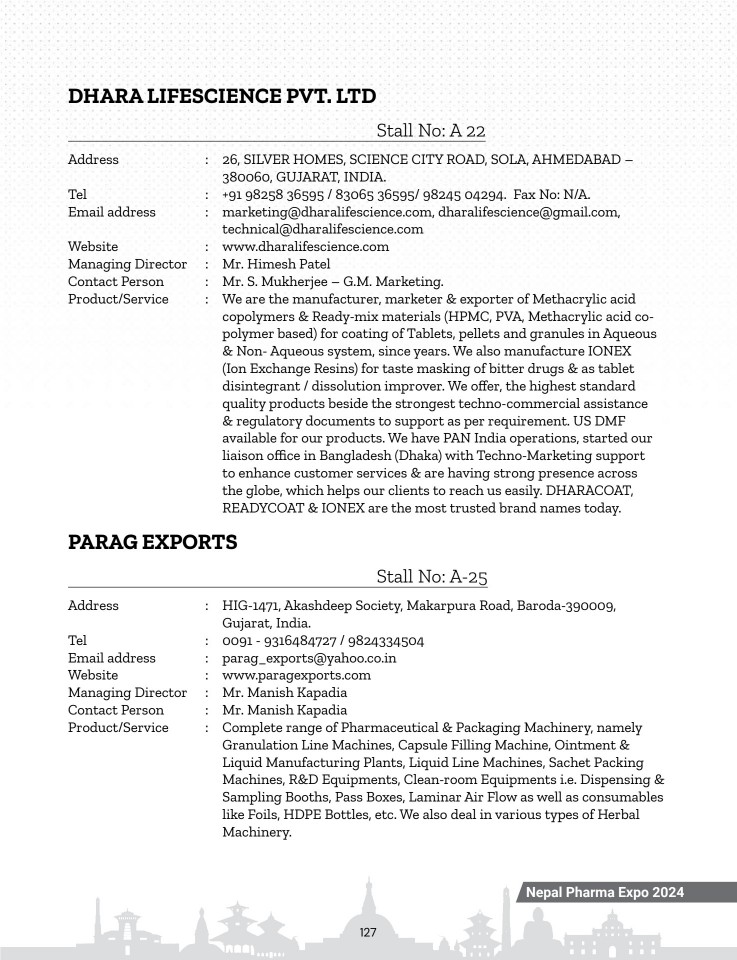 DHARA LIFESCIENCE PVT. LTD
Stall No: A 22
Address : 26, SILVER HOMES, SCIENCE CITY ROAD, SOLA, AHMEDABAD –
380060, GUJARAT, INDIA.
Tel : +91 98258 36595 / 83065 36595/ 98245 04294. Fax No: N/A.
Email address : marketing@dharalifescience.com, dharalifescience@gmail.com,
technical@dharalifescience.com
Website : www.dharalifescience.com
Managing Director : Mr. Himesh Patel
Contact Person : Mr. S. Mukherjee – G.M. Marketing.
Product/Service : We are the manufacturer, marketer & exporter of Methacrylic acid
copolymers & Ready-mix materials (HPMC, PVA, Methacrylic acid co-
polymer based) for coating of Tablets, pellets and granules in Aqueous
& Non- Aqueous system, since years. We also manufacture IONEX
(Ion Exchange Resins) for taste masking of bitter drugs & as tablet
disintegrant / dissolution improver. We offer, the highest standard
quality products beside the strongest techno-commercial assistance
& regulatory documents to support as per requirement. US DMF
available for our products. We have PAN India operations, started our
liaison office in Bangladesh (Dhaka) with Techno-Marketing support
to enhance customer services & are having strong presence across
the globe, which helps our clients to reach us easily. DHARACOAT,
READYCOAT & IONEX are the most trusted brand names today.
PARAG EXPORTS
Stall No: A-25
Address : HIG-1471, Akashdeep Society, Makarpura Road, Baroda-390009,
Gujarat, India.
Tel : 0091 - 9316484727 / 9824334504
Email address : parag_exports@yahoo.co.in
Website : www.paragexports.com
Managing Director : Mr. Manish Kapadia
Contact Person : Mr. Manish Kapadia
Product/Service : Complete range of Pharmaceutical & Packaging Machinery, namely
Granulation Line Machines, Capsule Filling Machine, Ointment &
Liquid Manufacturing Plants, Liquid Line Machines, Sachet Packing
Machines, R&D Equipments, Clean-room Equipments i.e. Dispensing &
Sampling Booths, Pass Boxes, Laminar Air Flow as well as consumables
like Foils, HDPE Bottles, etc. We also deal in various types of Herbal
Machinery.
Nepal Pharma Expo 2024
127